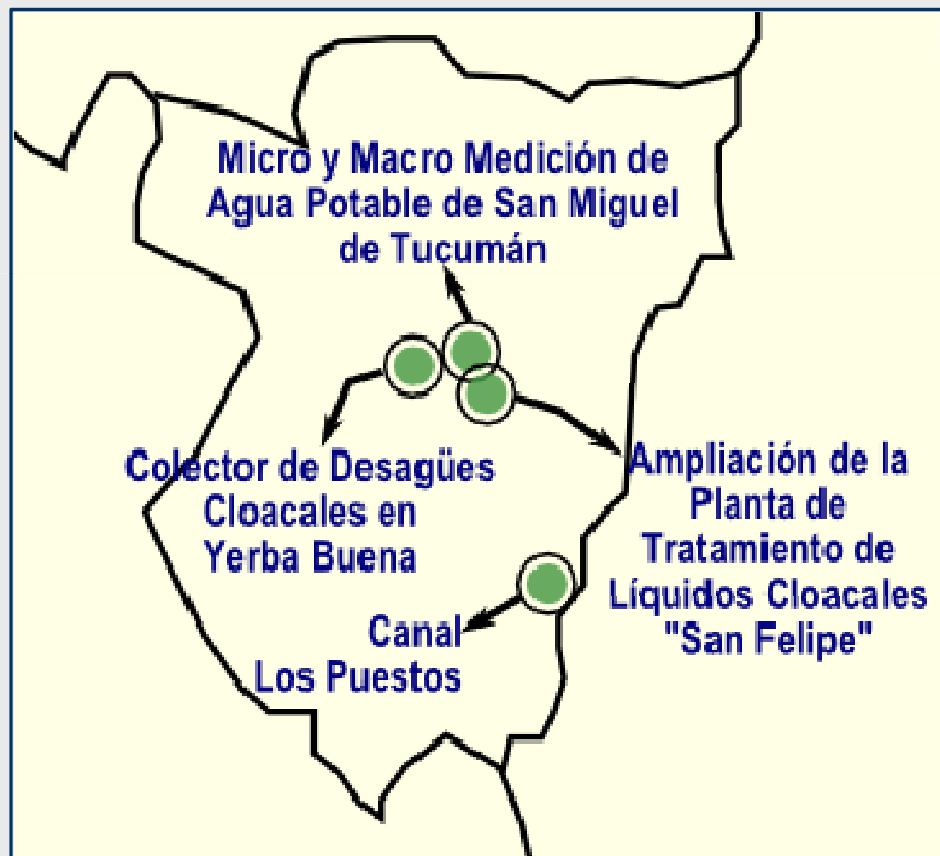 Micro y Macro Medición de
Agua Potable de San Miguel
de Tucumán
Colector de Desagües
Cloacales en
Yerba Buena
Ampliación de la
Planta de
Tratamiento de
Líquidos Cloacales
"San Felipe"
Canal
Los Puestos